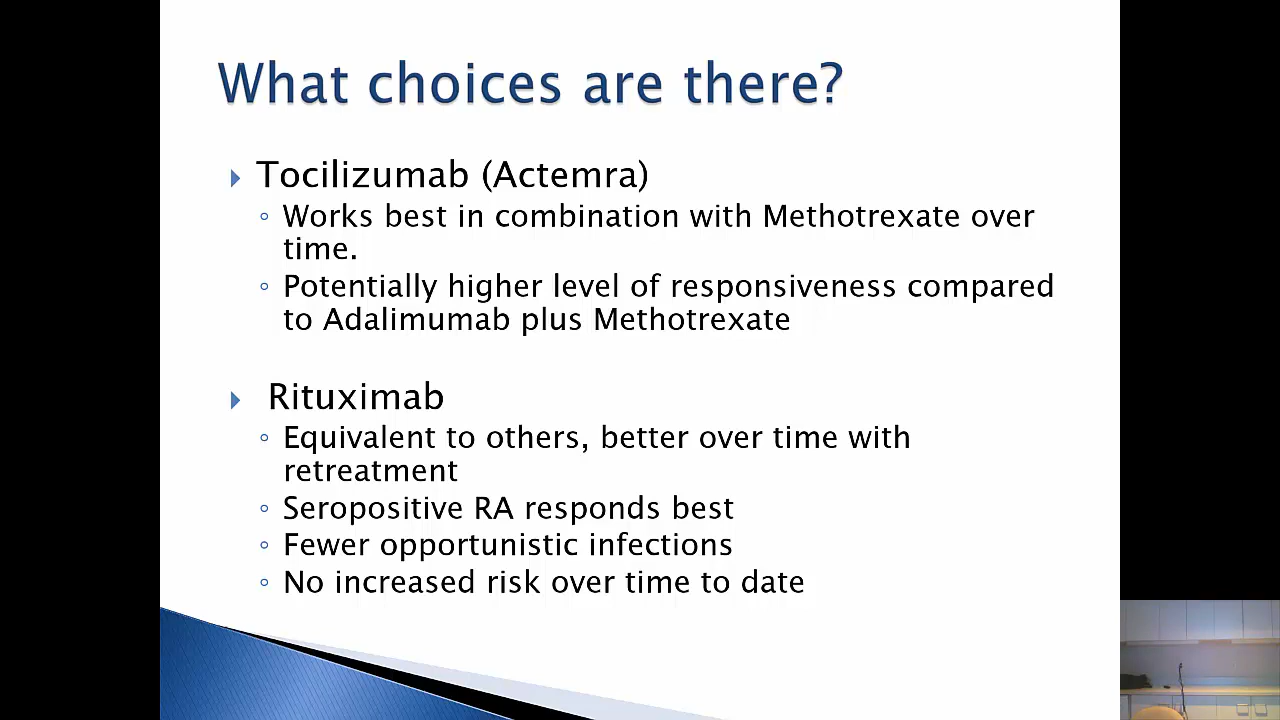 What choices are there?
Tocilizumab (Actemra)
Works best in combination with Methotrexate over
time.
Potentially higher level of responsiveness compared
to Adalimumab plus Methotrexate
Rituximab
Equivalent to others, better over time with
retreatment
Seropositive RA responds best
Fewer opportunistic infections
No increased risk over time to date